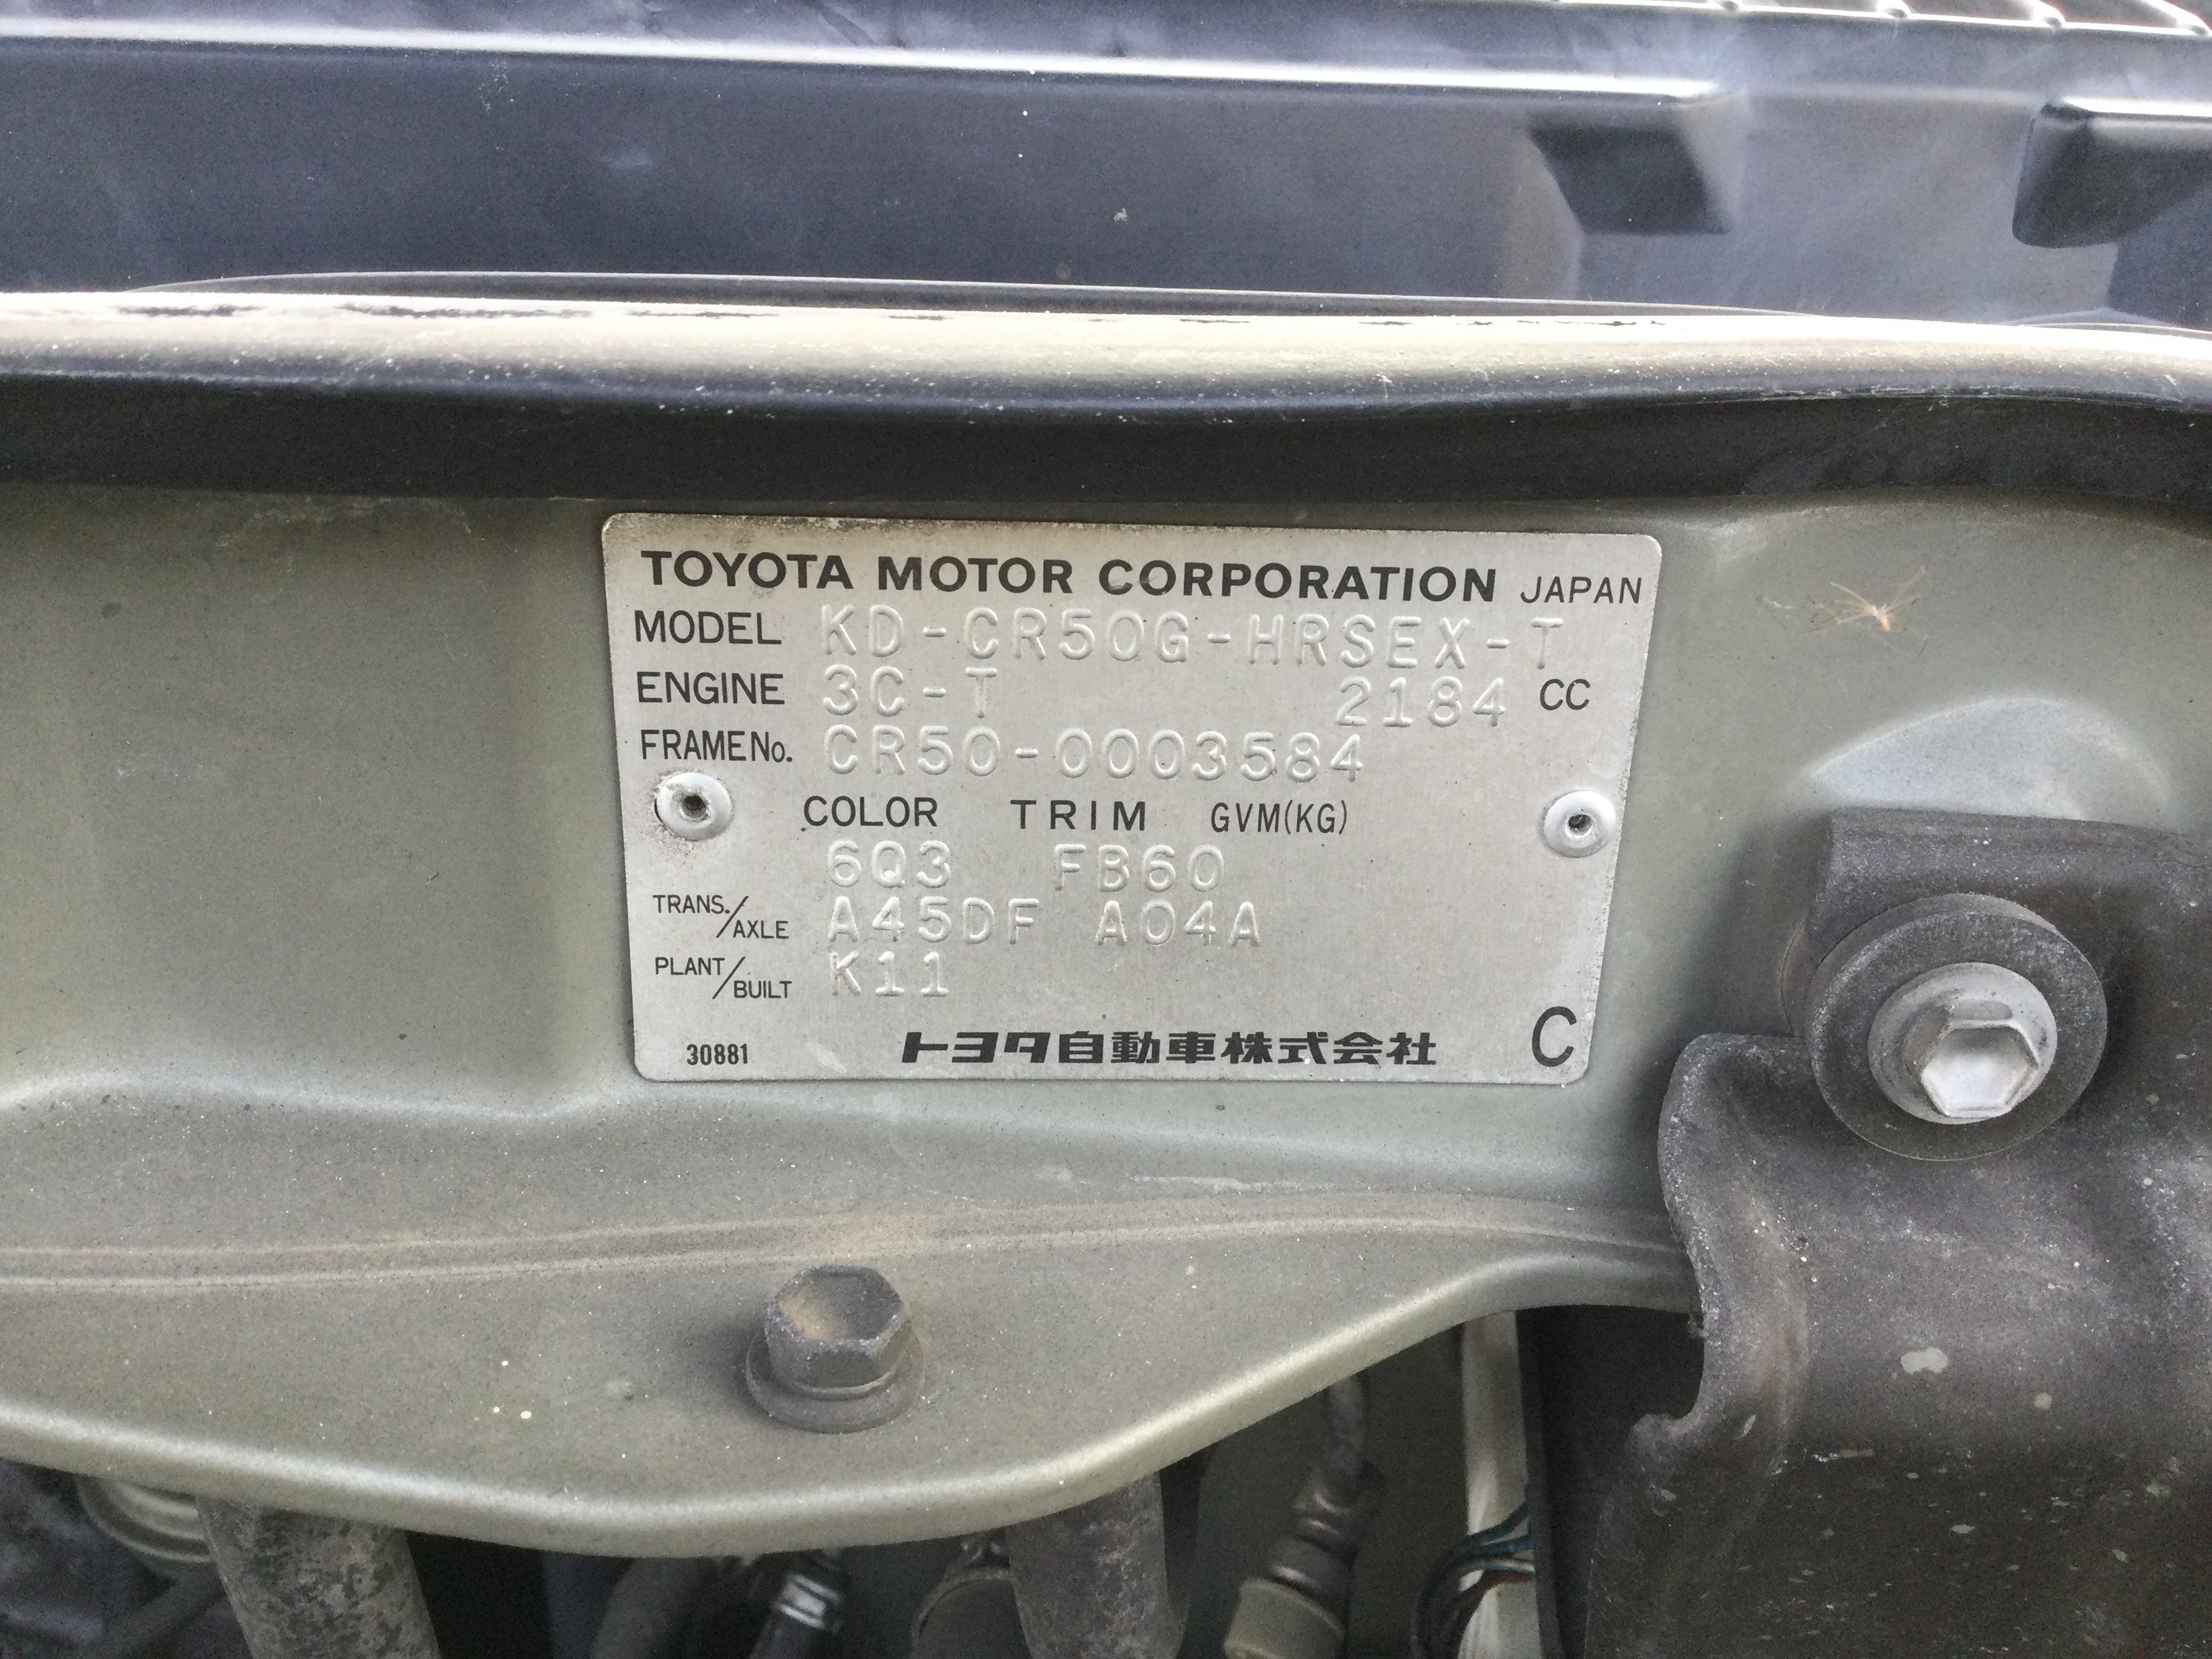 TOYOTA MOTOR CORPORATION JAPAN
MODEL KD-CR50G-HRSEX-T
ENGINE 3C-T 2184 CC
FRAME No. CR50-0003584
COLOR TRIM GVM(KG)
6Q3 FB60
TRANS./AXLE A45DF A04A
PLANT/BUILT K11
30881 トヨタ自動車株式会社 C